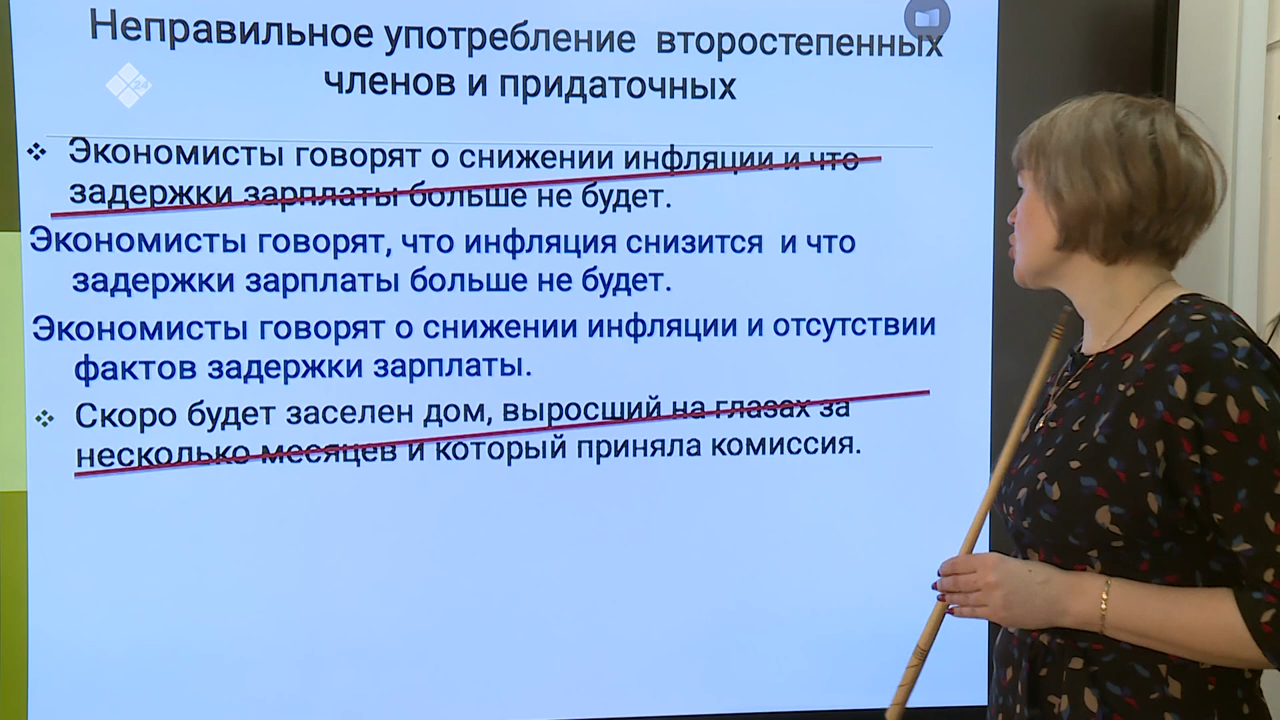 Неправильное употребление второстепенных
членов и придаточных
24
Экономисты говорят о снижении инфляции и что
задержки зарплаты больше не будет.
Экономисты говорят, что инфляция снизится и что
задержки зарплаты больше не будет.
Экономисты говорят о снижении инфляции и отсутствии
фактов задержки зарплаты.
Скоро будет заселен дом, выросший на глазах за
несколько месяцев и который приняла комиссия.